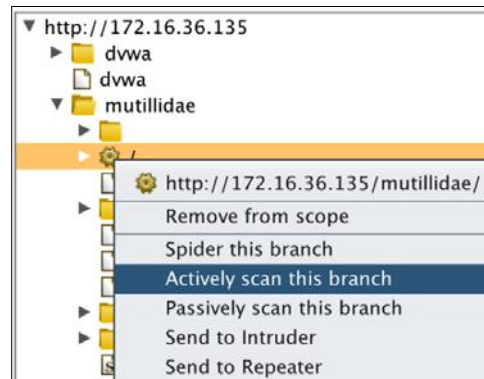 http://172.16.36.135
dvwa
dvwa
mutillidae
/
http://172.16.36.135/mutillidae/
Remove from scope
Spider this branch
Actively scan this branch
Passively scan this branch
Send to Intruder
Send to Repeater